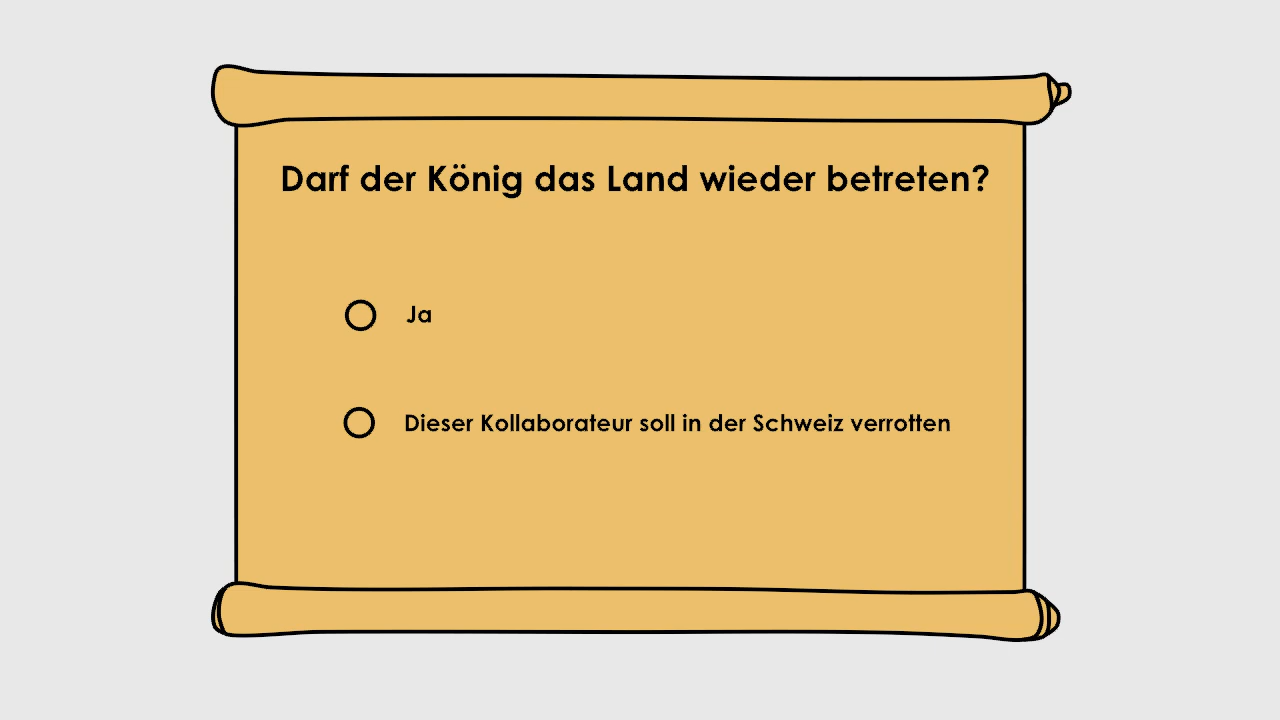 Darf der König das Land wieder betreten?
Ja
Dieser Kollaborateur soll in der Schweiz verrotten